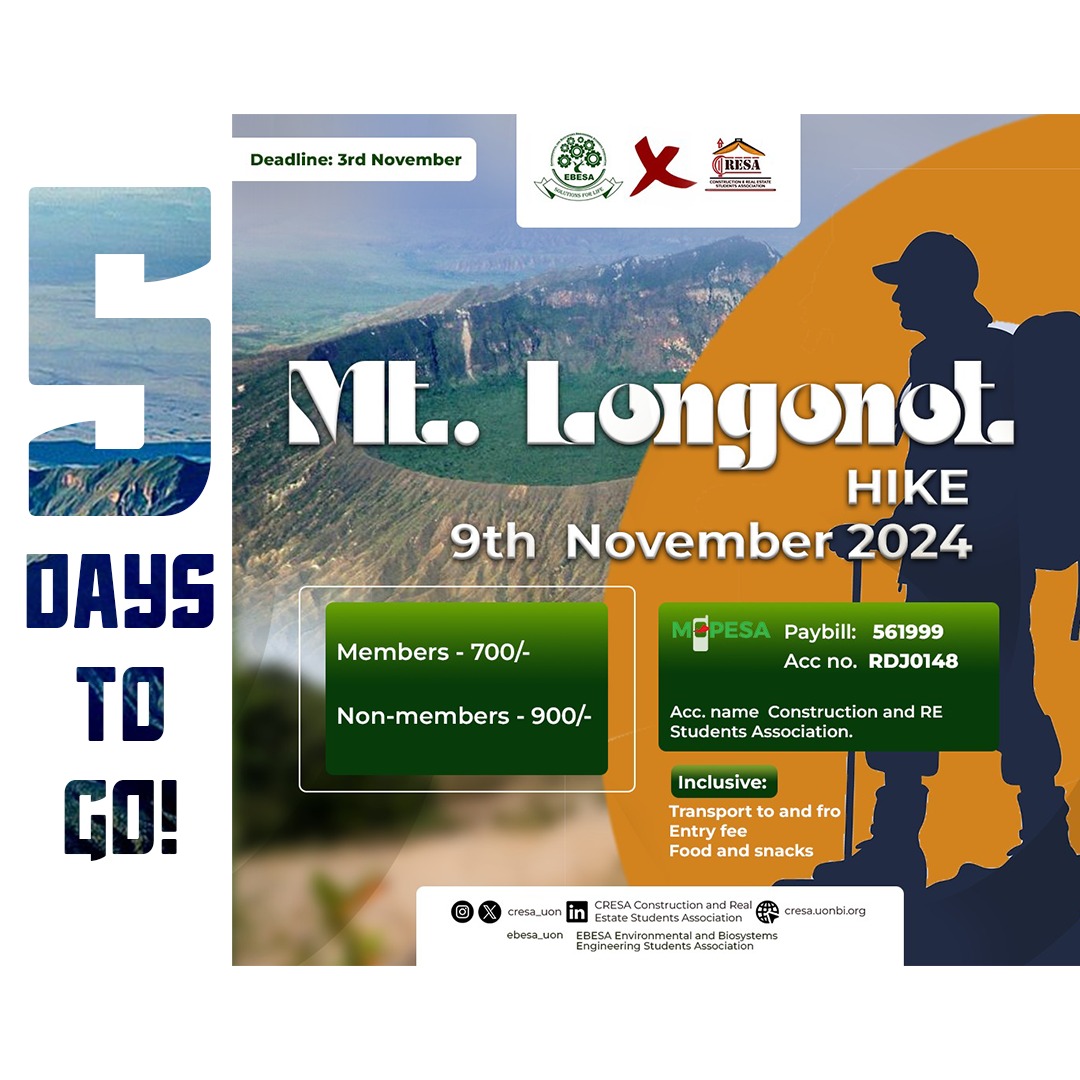 5
DAYS
TO
GO!
Deadline: 3rd November
EBESA
SOLUTIONS FOR LIFE
X
CRESA
CONSTRUCTION & REAL ESTATE
STUDENTS ASSOCIATION
Mt. Longonot
HIKE
9th November 2024
Members - 700/-
Non-members - 900/-
M-PESA
Paybill: 561999
Acc no. RDJ0148
Acc. name Construction and RE
Students Association.
Inclusive:
Transport to and fro
Entry fee
Food and snacks
cresa_uon
CRESA Construction and Real
Estate Students Association
cresa.uonbi.org
ebesa_uon
EBESA Environmental and Biosystems
Engineering Students Association